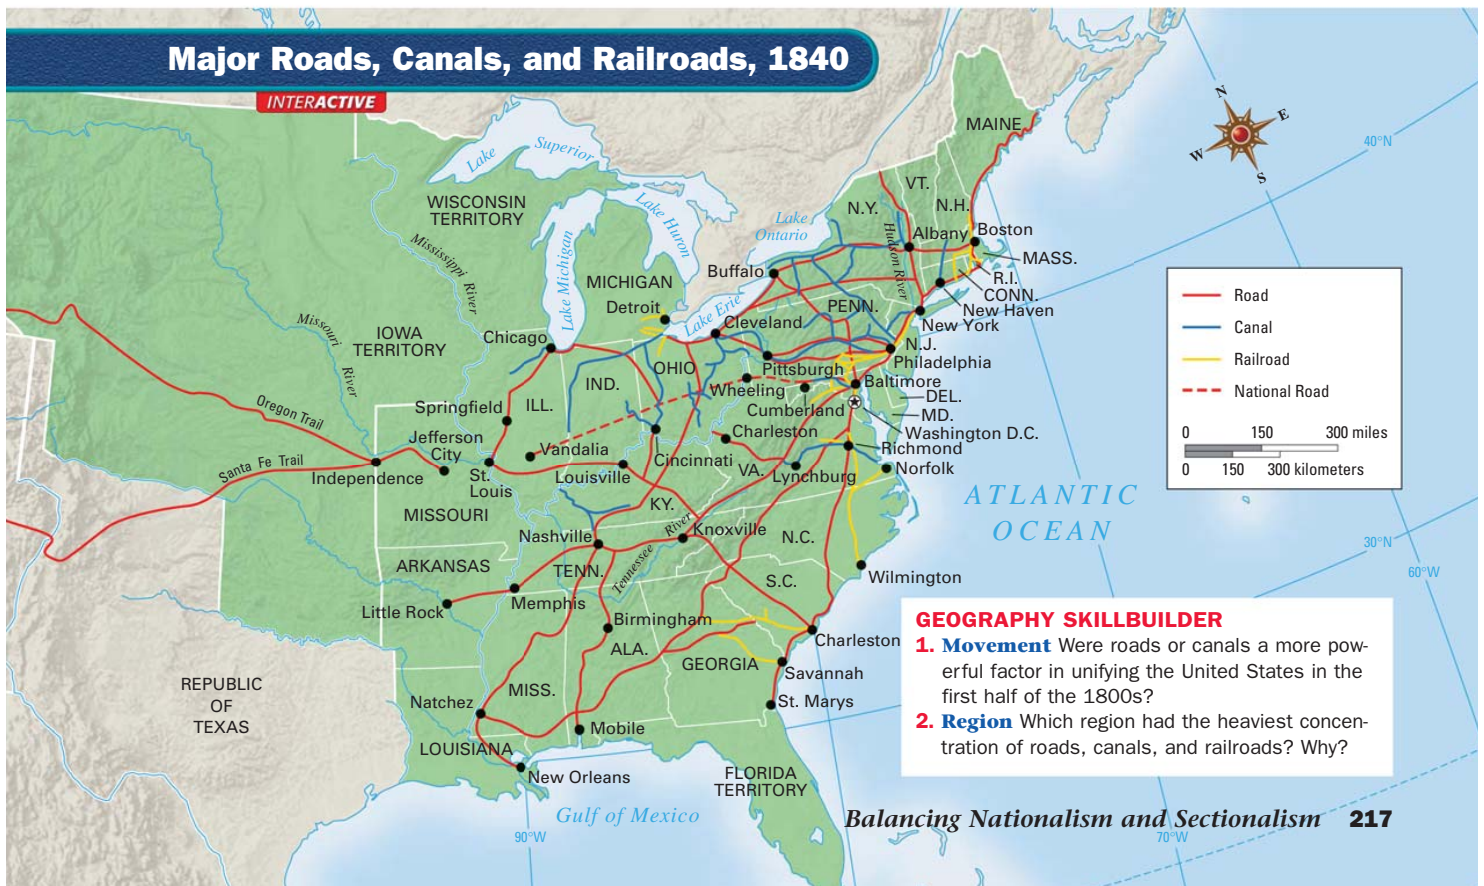 Major Roads, Canals, and Railroads, 1840
INTERACTIVE
N
E
W
S
40°N
30°N
60°W
70°W
90°W
MAINE
VT.
N.H.
N.Y.
Albany
Boston
MASS.
R.I.
CONN.
New Haven
New York
Hudson River
Lake Superior
Lake Huron
Lake Michigan
Lake Ontario
Lake Erie
WISCONSIN
TERRITORY
Mississippi River
MICHIGAN
Detroit
Buffalo
Cleveland
PENN.
N.J.
Philadelphia
Pittsburgh
Baltimore
Wheeling
Cumberland
DEL.
MD.
Washington D.C.
Missouri River
IOWA
TERRITORY
Chicago
IND.
OHIO
ILL.
Springfield
Jefferson
City
Vandalia
Charleston
Richmond
Cincinnati
VA.
Lynchburg
Norfolk
Oregon Trail
Santa Fe Trail
Independence
St.
Louis
Louisville
MISSOURI
KY.
Nashville
Knoxville
Tennessee River
N.C.
ARKANSAS
TENN.
S.C.
Wilmington
Little Rock
Memphis
Birmingham
Charleston
ALA.
GEORGIA
Savannah
St. Marys
REPUBLIC
OF
TEXAS
Natchez
MISS.
Mobile
LOUISIANA
New Orleans
FLORIDA
TERRITORY
Gulf of Mexico
ATLANTIC
OCEAN
Road
Canal
Railroad
National Road
0 150 300 miles
0 150 300 kilometers
GEOGRAPHY SKILLBUILDER
1. Movement Were roads or canals a more pow-
erful factor in unifying the United States in the
first half of the 1800s?
2. Region Which region had the heaviest concen-
tration of roads, canals, and railroads? Why?
Balancing Nationalism and Sectionalism 217